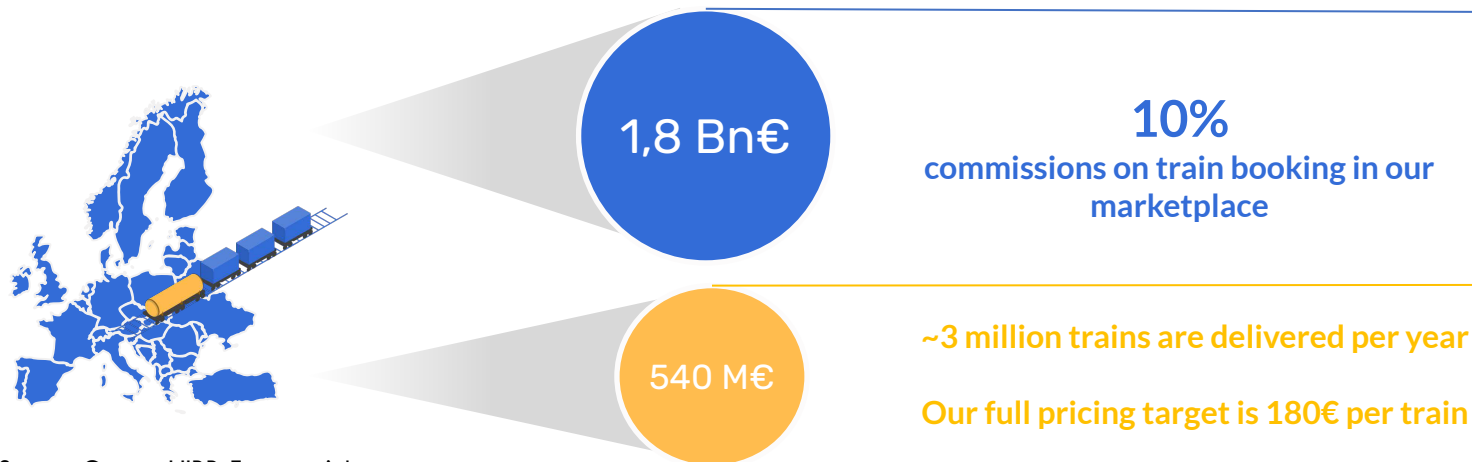 1,8 Bn€
10%
commissions on train booking in our
marketplace
540 M€
~3 million trains are delivered per year
Our full pricing target is 180€ per train